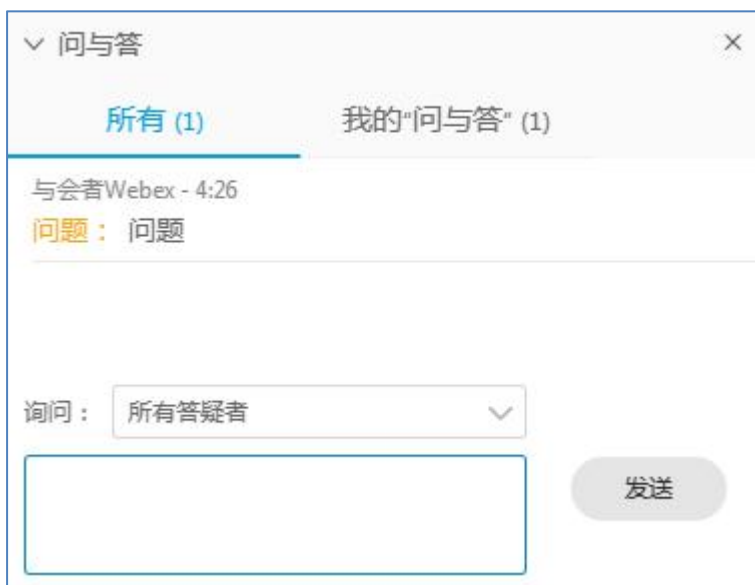 问与答
所有 (1) 我的“问与答” (1)
与会者Webex - 4:26
问题： 问题
询问： 所有答疑者
发送